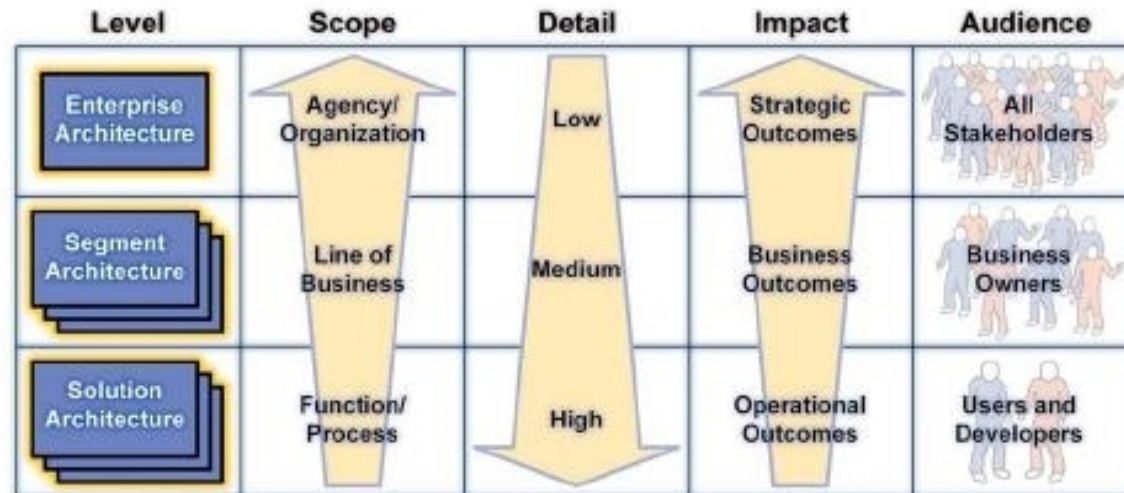 Level Scope Detail Impact Audience
Enterprise
Architecture
Agency/
Organization
Low
Strategic
Outcomes
All
Stakeholders
Segment
Architecture
Line of
Business
Medium
Business
Outcomes
Business
Owners
Solution
Architecture
Function/
Process
High
Operational
Outcomes
Users and
Developers